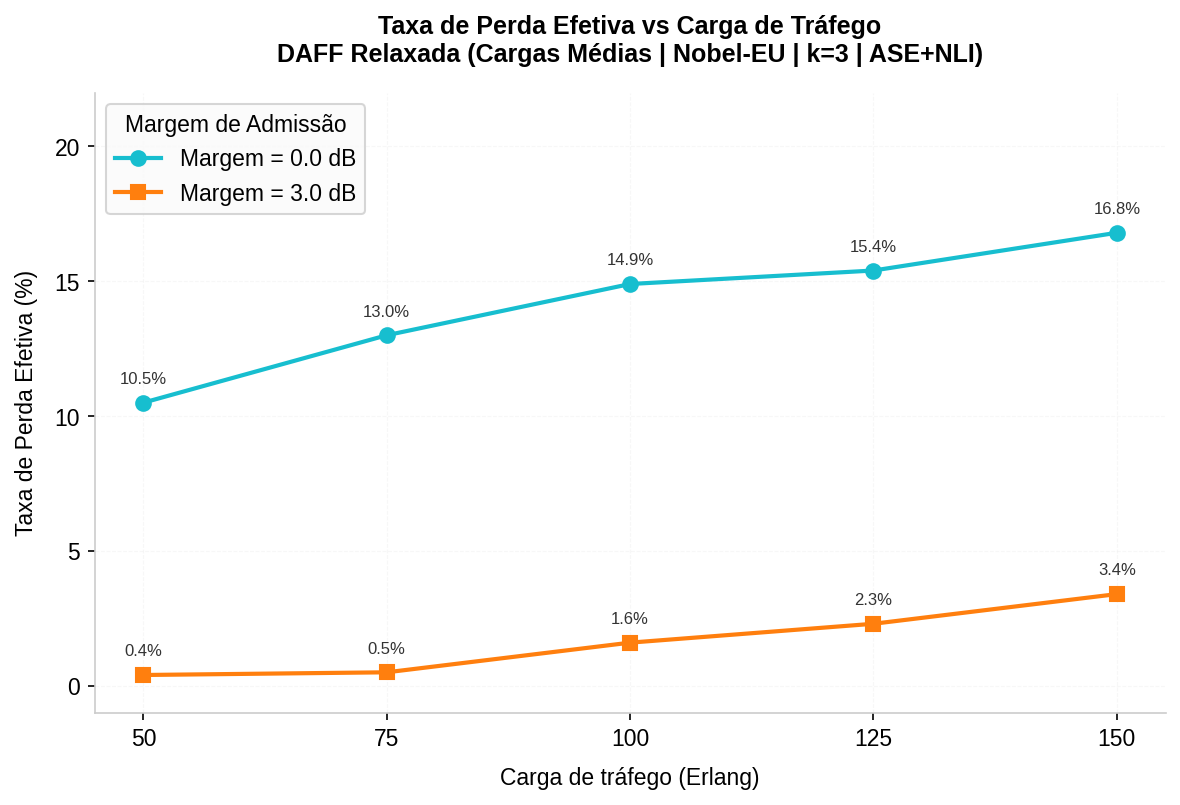 Taxa de Perda Efetiva vs Carga de Tráfego
DAFF Relaxada (Cargas Médias | Nobel-EU | k=3 | ASE+NLI)
Margem de Admissão
Margem = 0.0 dB
Margem = 3.0 dB
Taxa de Perda Efetiva (%)
20
15
10
5
0
10.5%
13.0%
14.9%
15.4%
16.8%
0.4%
0.5%
1.6%
2.3%
3.4%
50
75
100
125
150
Carga de tráfego (Erlang)